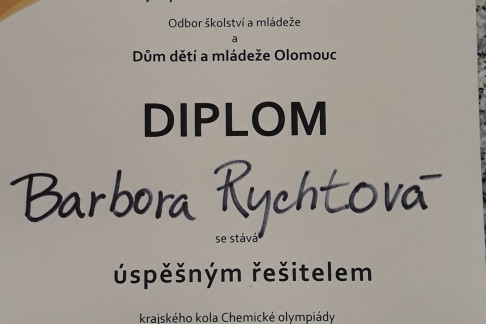 Odbor školství a mládeže
a
Dům dětí a mládeže Olomouc
DIPLOM
Barbora Rychtová
se stává
úspěšným řešitelem
krajského kola Chemické olympiády